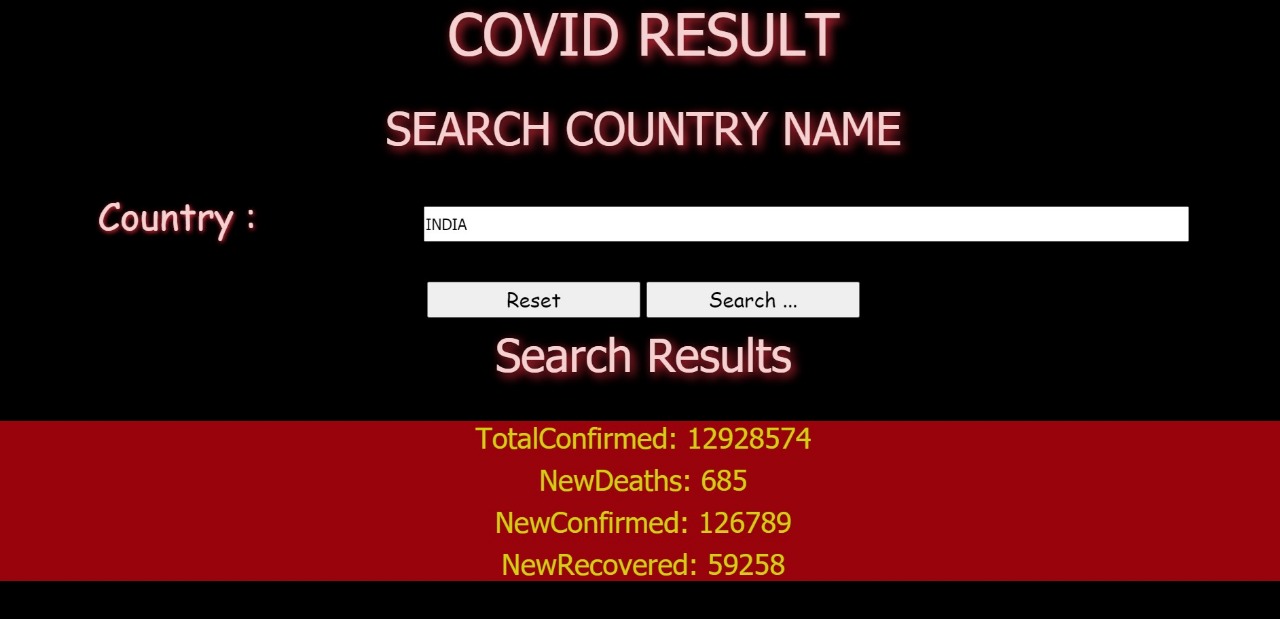 COVID RESULT
SEARCH COUNTRY NAME
Country : INDIA
Reset Search ...
Search Results
TotalConfirmed: 12928574
NewDeaths: 685
NewConfirmed: 126789
NewRecovered: 59258